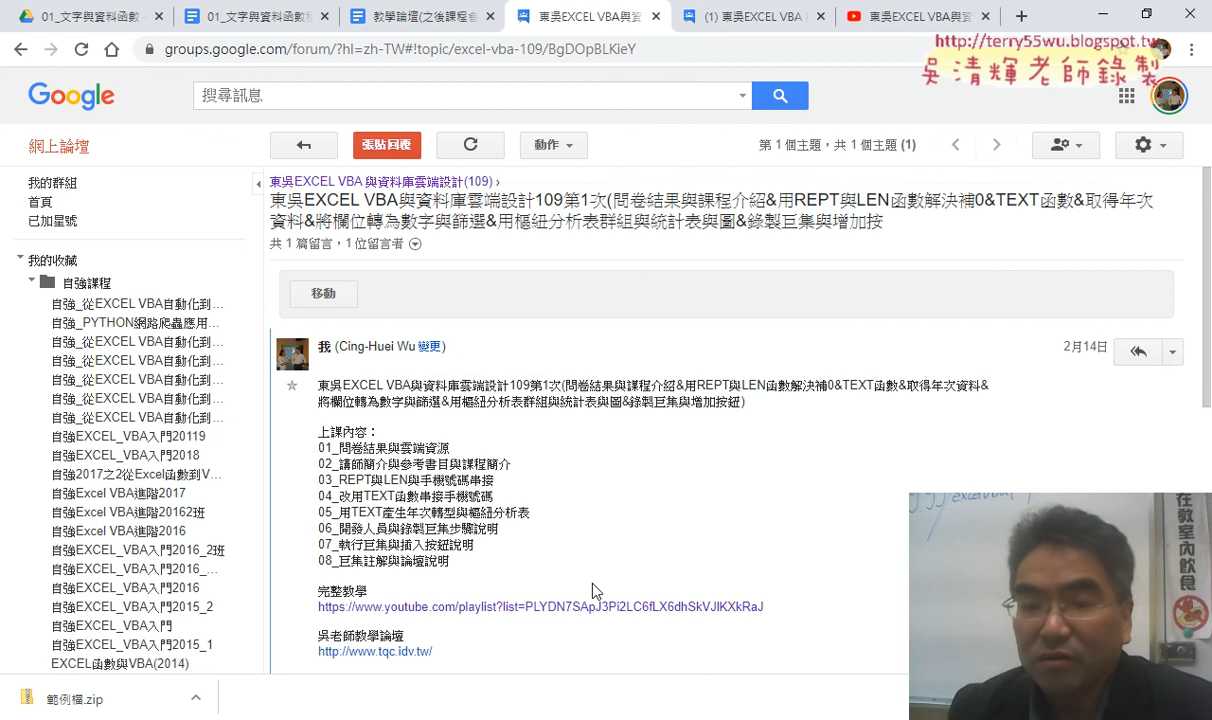 01_文字與資料函數
01_文字與資料函數
教學論壇(之後課程會
東吳EXCEL VBA與資
(1) 東吳EXCEL VBA
東吳EXCEL VBA與資
groups.google.com/forum/?hl=zh-TW#!topic/excel-vba-109/BgDOpBLKieY
http://terry55wu.blogspot.tw
吳清輝老師錄製
Google
搜尋訊息
網上論壇
張貼回覆
動作
第 1 個主題，共 1 個主題 (1)
我的群組
首頁
已加星號
我的收藏
自強課程
自強_從EXCEL VBA自動化到...
自強_PYTHON網路爬蟲應用...
自強_從EXCEL VBA自動化到...
自強_從EXCEL VBA自動化到...
自強_從EXCEL VBA自動化到...
自強_從EXCEL VBA自動化到...
自強_從EXCEL VBA自動化到...
自強EXCEL_VBA入門20119
自強EXCEL_VBA入門2018
自強2017之2從Excel函數到V...
自強Excel VBA進階2017
自強Excel VBA進階20162班
自強Excel VBA進階2016
自強EXCEL_VBA入門2016_2班
自強EXCEL_VBA入門2016_...
自強EXCEL_VBA入門2016
自強EXCEL_VBA入門2015_2
自強EXCEL_VBA入門
自強EXCEL_VBA入門2015_1
EXCEL函數與VBA(2014)
東吳EXCEL VBA 與資料庫雲端設計(109) ›
東吳EXCEL VBA與資料庫雲端設計109第1次(問卷結果與課程介紹&用REPT與LEN函數解決補0&TEXT函數&取得年次
資料&將欄位轉為數字與篩選&用樞紐分析表群組與統計表與圖&錄製巨集與增加按
共 1 篇留言，1 位留言者
移動
我 (Cing-Huei Wu 變更)
2月14日
東吳EXCEL VBA與資料庫雲端設計109第1次(問卷結果與課程介紹&用REPT與LEN函數解決補0&TEXT函數&取得年次資料&
將欄位轉為數字與篩選&用樞紐分析表群組與統計表與圖&錄製巨集與增加按鈕)
上課內容：
01_問卷結果與雲端資源
02_講師簡介與參考書目與課程簡介
03_REPT與LEN與手機號碼串接
04_改用TEXT函數串接手機號碼
05_用TEXT產生年次轉型與樞紐分析表
06_開發人員與錄製巨集步驟說明
07_執行巨集與插入按鈕說明
08_巨集註解與論壇說明
完整教學
https://www.youtube.com/playlist?list=PLYDN7SApJ3Pi2LC6fLX6dhSkVJlKXkRaJ
吳老師教學論壇
http://www.tqc.idv.tw/
在教室內飲食
範例檔.zip